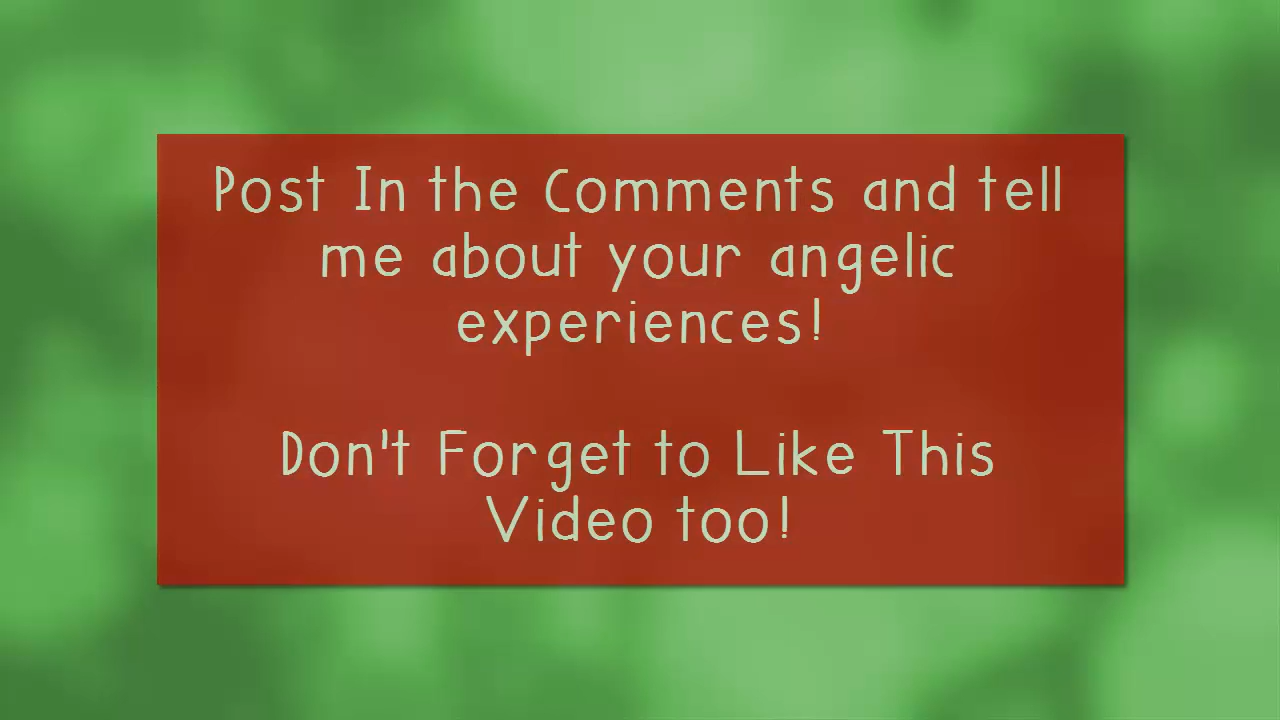 Post In the Comments and tell
me about your angelic
experiences!
Don't Forget to Like This
Video too!